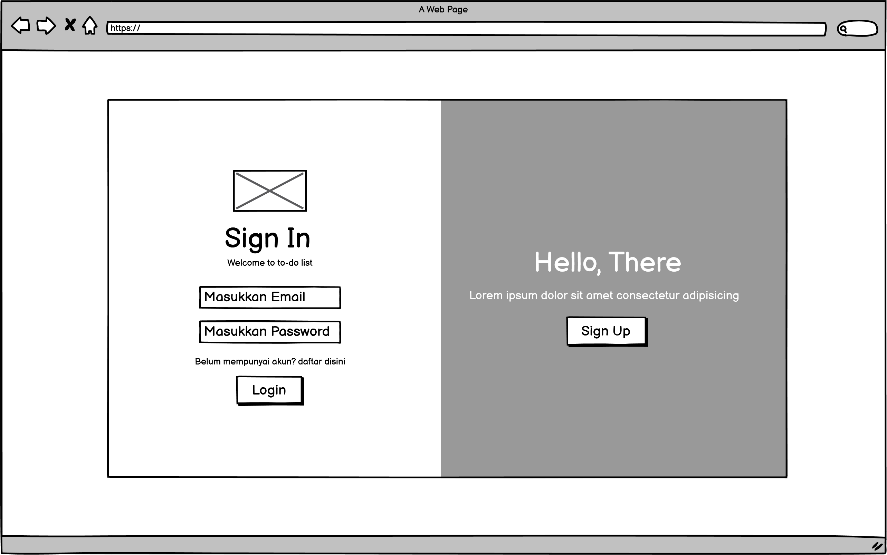 A Web Page
https://
Sign In
Welcome to to-do list
Masukkan Email
Masukkan Password
Belum mempunyai akun? daftar disini
Login
Hello, There
Lorem ipsum dolor sit amet consectetur adipisicing
Sign Up